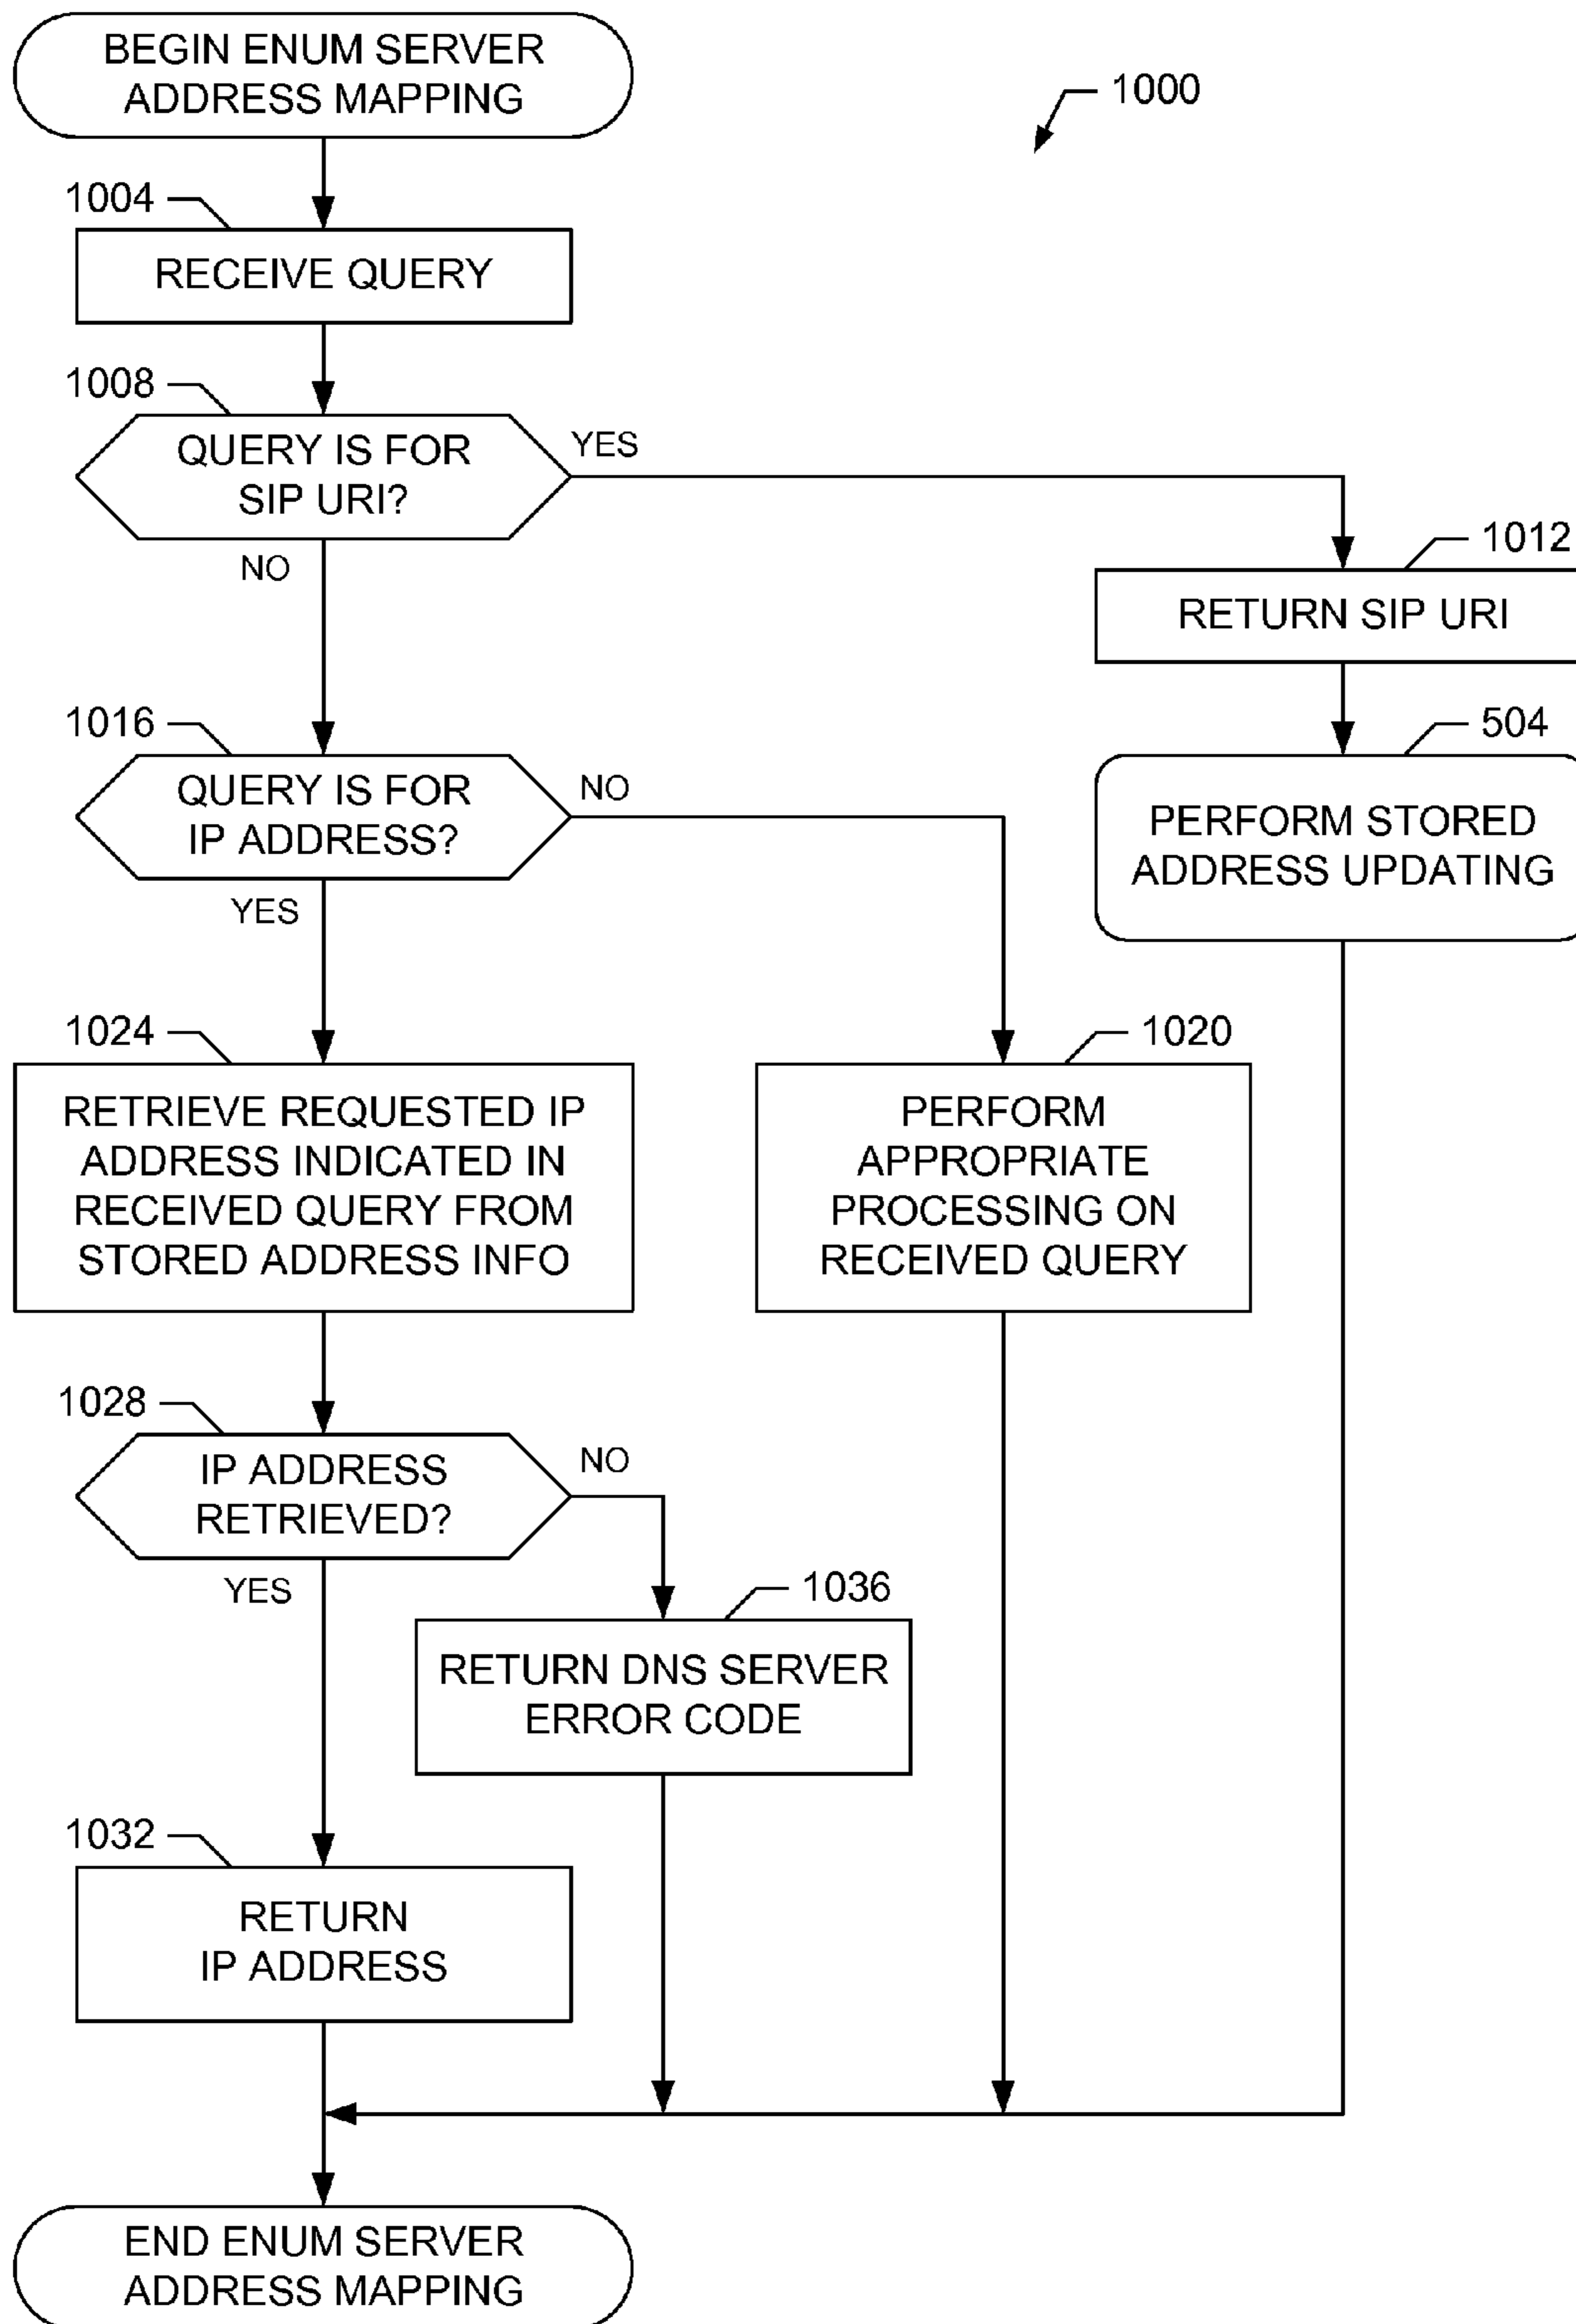 BEGIN ENUM SERVER
ADDRESS MAPPING
1000
1004
RECEIVE QUERY
1008
QUERY IS FOR
SIP URI?
YES
NO
1012
RETURN SIP URI
504
PERFORM STORED
ADDRESS UPDATING
1016
QUERY IS FOR
IP ADDRESS?
NO
YES
1024
RETRIEVE REQUESTED IP
ADDRESS INDICATED IN
RECEIVED QUERY FROM
STORED ADDRESS INFO
1020
PERFORM
APPROPRIATE
PROCESSING ON
RECEIVED QUERY
1028
IP ADDRESS
RETRIEVED?
NO
YES
1036
RETURN DNS SERVER
ERROR CODE
1032
RETURN
IP ADDRESS
END ENUM SERVER
ADDRESS MAPPING